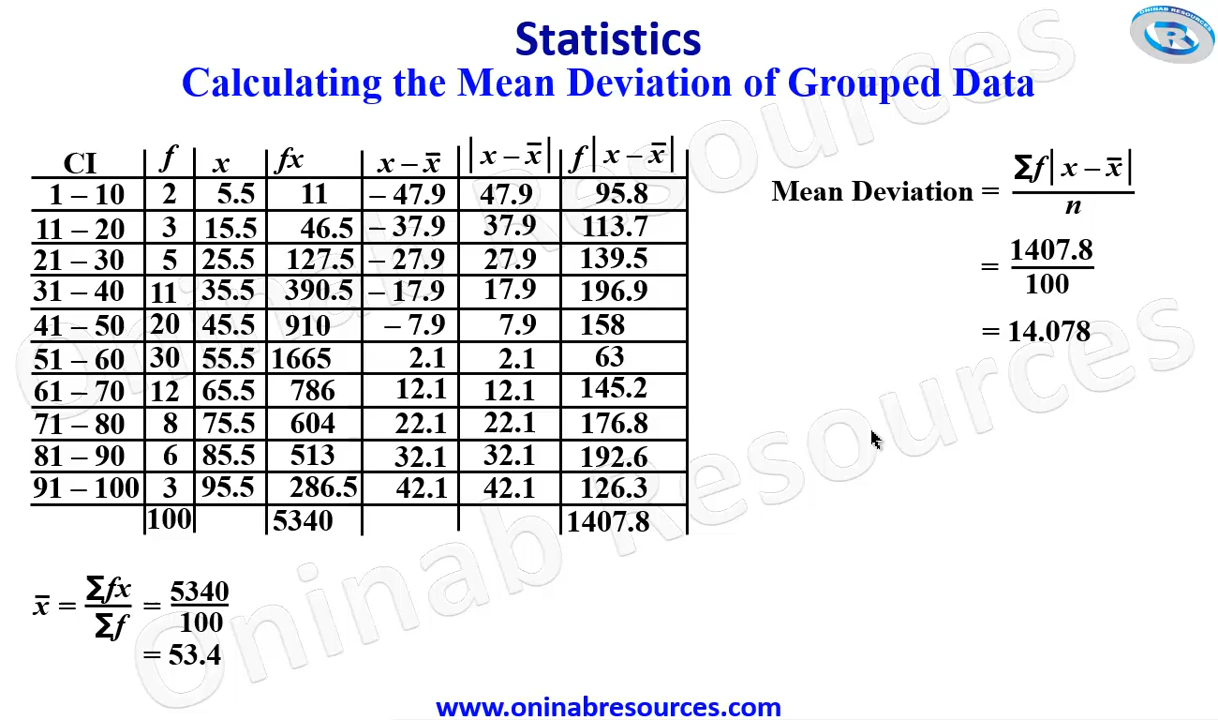 ONINAB RESOURCES
R
Statistics
Calculating the Mean Deviation of Grouped Data
CI f x fx x – x̄ |x – x̄| f|x – x̄|
1 – 10 2 5.5 11 – 47.9 47.9 95.8
11 – 20 3 15.5 46.5 – 37.9 37.9 113.7
21 – 30 5 25.5 127.5 – 27.9 27.9 139.5
31 – 40 11 35.5 390.5 – 17.9 17.9 196.9
41 – 50 20 45.5 910 – 7.9 7.9 158
51 – 60 30 55.5 1665 2.1 2.1 63
61 – 70 12 65.5 786 12.1 12.1 145.2
71 – 80 8 75.5 604 22.1 22.1 176.8
81 – 90 6 85.5 513 32.1 32.1 192.6
91 – 100 3 95.5 286.5 42.1 42.1 126.3
100 5340 1407.8
x̄ = Σfx / Σf = 5340 / 100
= 53.4
Mean Deviation = Σf|x – x̄| / n
= 1407.8 / 100
= 14.078
Oninab Resources
Oninab Resources
www.oninabresources.com